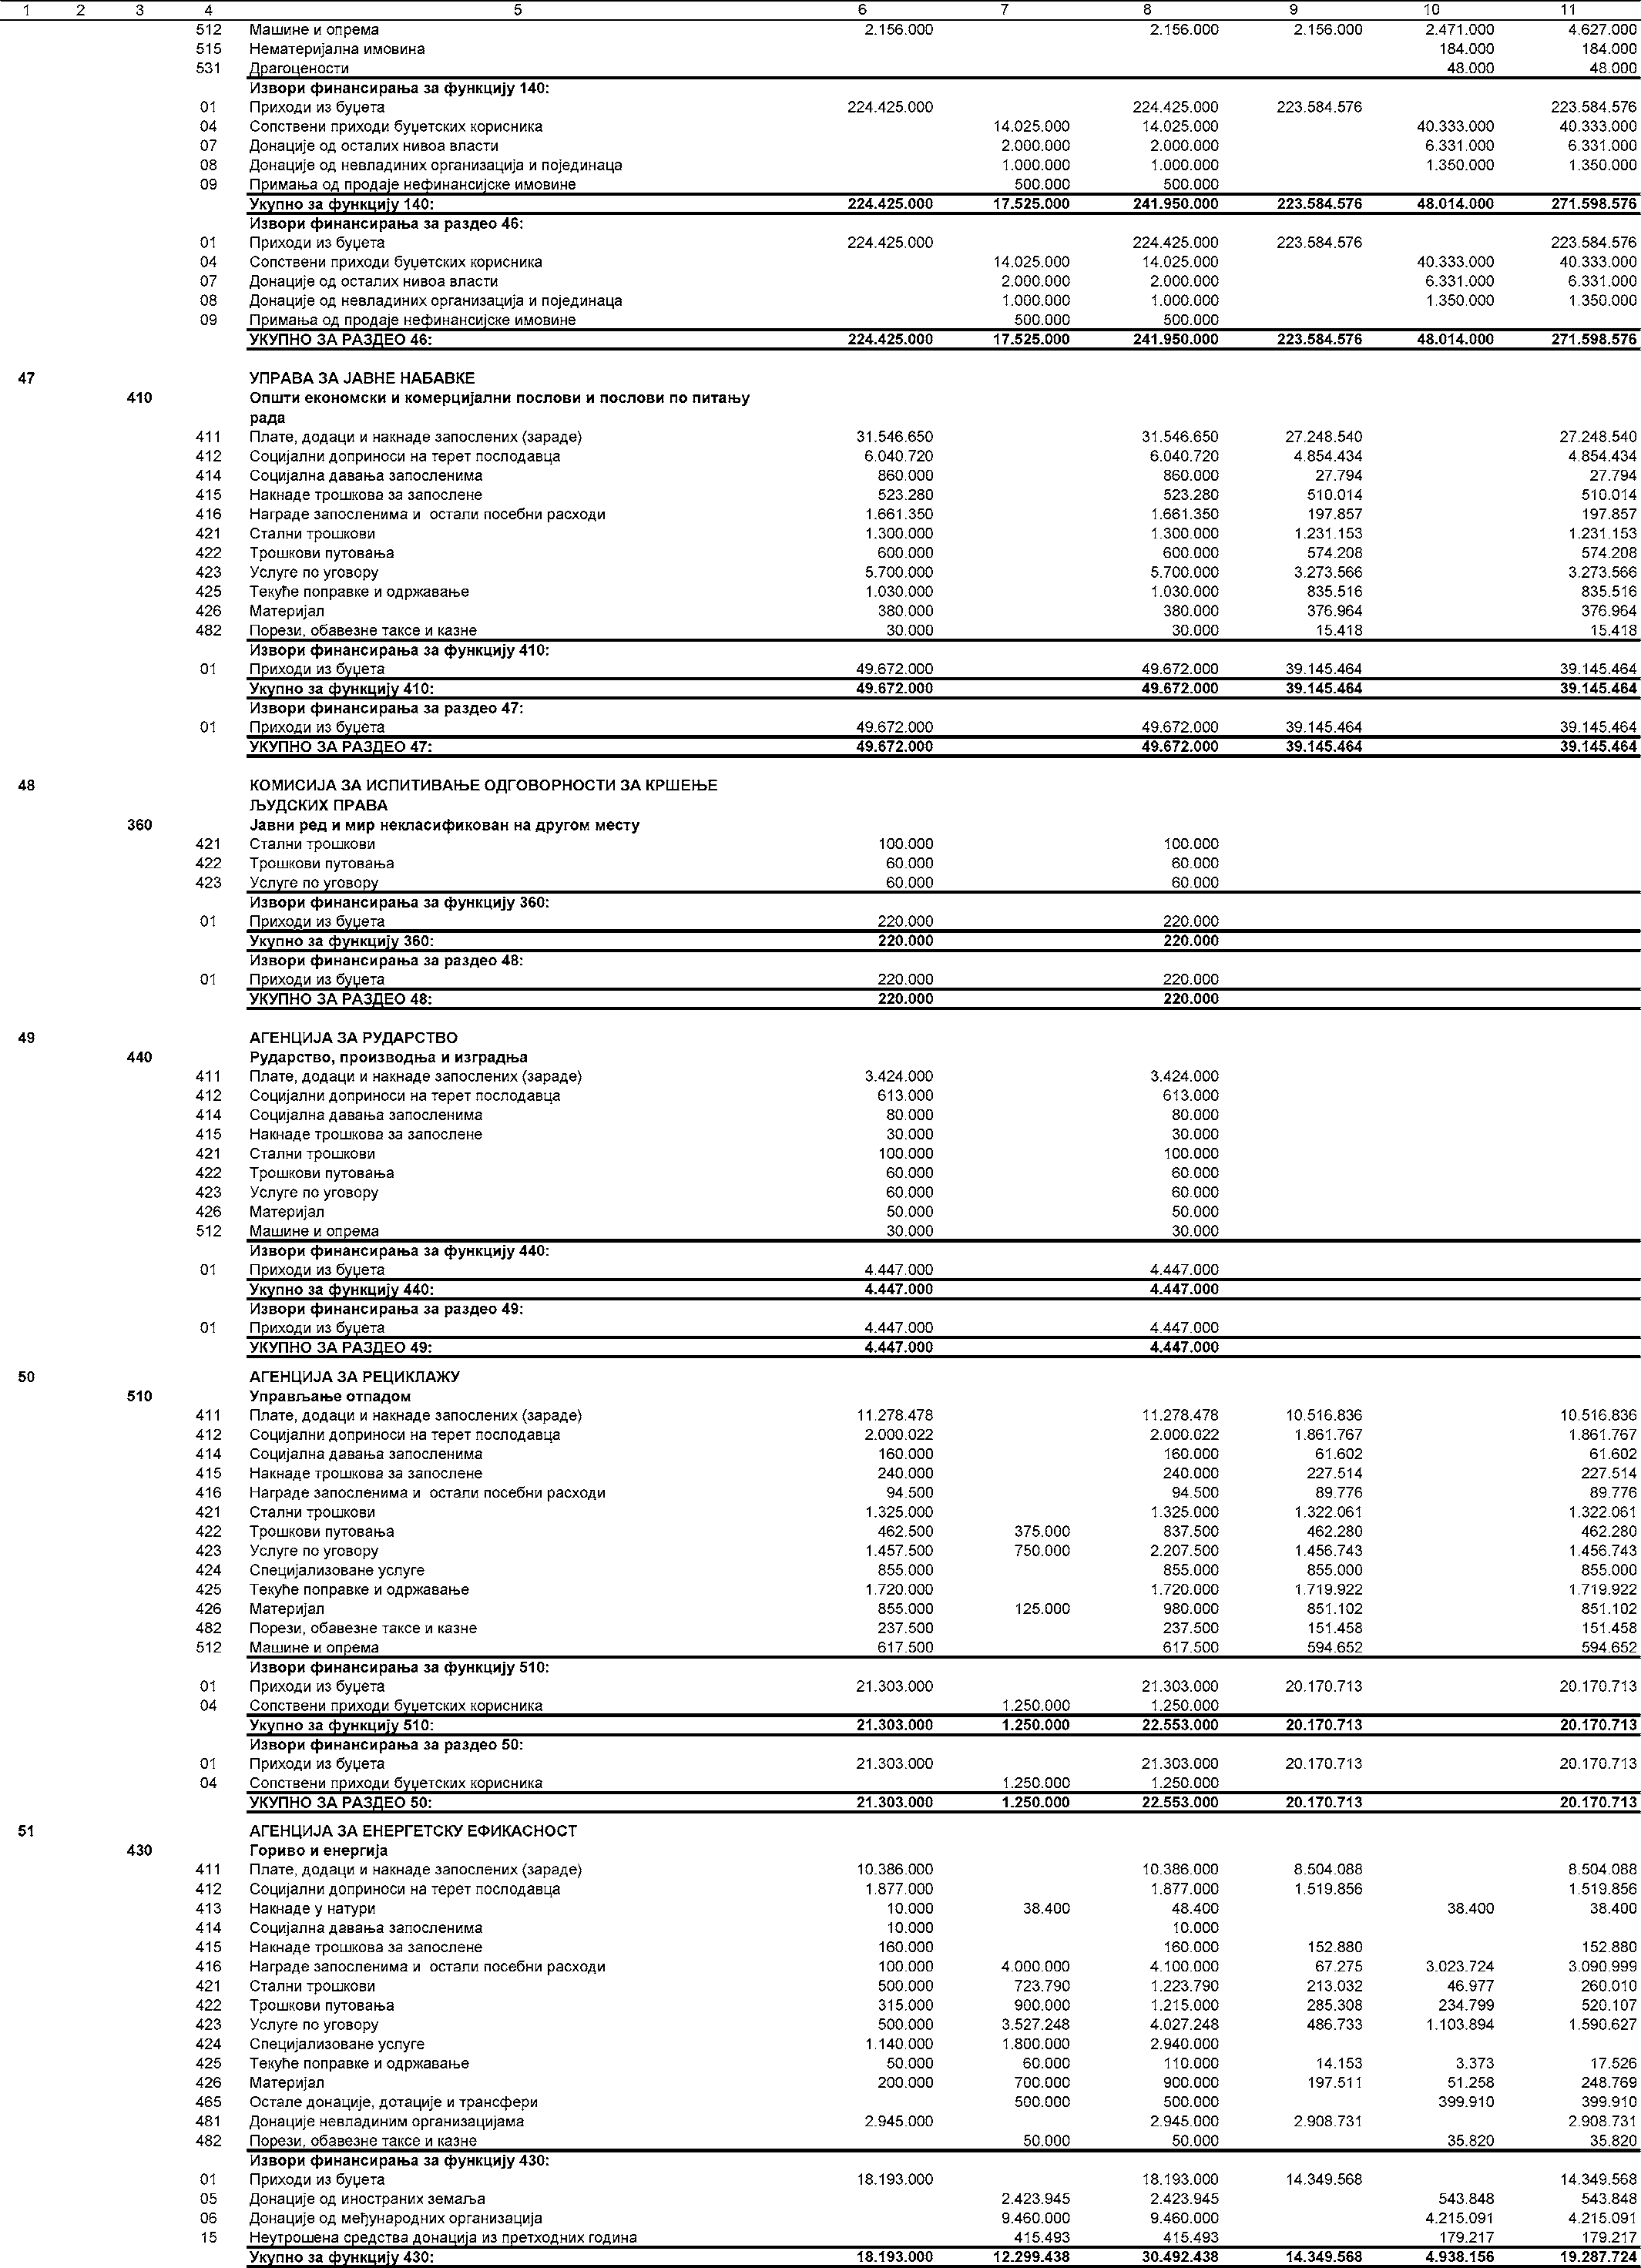 1 2 3 4 5 6 7 8 9 10 11
512 Машине и опрема 2.156.000 2.156.000 2.156.000 2.471.000 4.627.000
515 Нематеријална имовина 184.000 184.000
531 Драгоцености 48.000 48.000
Извори финансирања за функцију 140:
01 Приходи из буџета 224.425.000 224.425.000 223.584.576 223.584.576
04 Сопствени приходи буџетских корисника 14.025.000 14.025.000 40.333.000 40.333.000
07 Донације од осталих нивоа власти 2.000.000 2.000.000 6.331.000 6.331.000
08 Донације од невладиних организација и појединаца 1.000.000 1.000.000 1.350.000 1.350.000
09 Примања од продаје нефинансијске имовине 500.000 500.000
Укупно за функцију 140: 224.425.000 17.525.000 241.950.000 223.584.576 48.014.000 271.598.576
Извори финансирања за раздео 46:
01 Приходи из буџета 224.425.000 224.425.000 223.584.576 223.584.576
04 Сопствени приходи буџетских корисника 14.025.000 14.025.000 40.333.000 40.333.000
07 Донације од осталих нивоа власти 2.000.000 2.000.000 6.331.000 6.331.000
08 Донације од невладиних организација и појединаца 1.000.000 1.000.000 1.350.000 1.350.000
09 Примања од продаје нефинансијске имовине 500.000 500.000
УКУПНО ЗА РАЗДЕО 46: 224.425.000 17.525.000 241.950.000 223.584.576 48.014.000 271.598.576
47 УПРАВА ЗА ЈАВНЕ НАБАВКЕ
410 Општи економски и комерцијални послови и послови по питању
рада
411 Плате, додаци и накнаде запослених (зараде) 31.546.650 31.546.650 27.248.540 27.248.540
412 Социјални доприноси на терет послодавца 6.040.720 6.040.720 4.854.434 4.854.434
414 Социјална давања запосленима 860.000 860.000 27.794 27.794
415 Накнаде трошкова за запослене 523.280 523.280 510.014 510.014
416 Награде запосленима и  остали посебни расходи 1.661.350 1.661.350 197.857 197.857
421 Стални трошкови 1.300.000 1.300.000 1.231.153 1.231.153
422 Трошкови путовања 600.000 600.000 574.208 574.208
423 Услуге по уговору 5.700.000 5.700.000 3.273.566 3.273.566
425 Текуће поправке и одржавање 1.030.000 1.030.000 835.516 835.516
426 Материјал 380.000 380.000 376.964 376.964
482 Порези, обавезне таксе и казне 30.000 30.000 15.418 15.418
Извори финансирања за функцију 410:
01 Приходи из буџета 49.672.000 49.672.000 39.145.464 39.145.464
Укупно за функцију 410: 49.672.000 49.672.000 39.145.464 39.145.464
Извори финансирања за раздео 47:
01 Приходи из буџета 49.672.000 49.672.000 39.145.464 39.145.464
УКУПНО ЗА РАЗДЕО 47: 49.672.000 49.672.000 39.145.464 39.145.464
48 КОМИСИЈА ЗА ИСПИТИВАЊЕ ОДГОВОРНОСТИ ЗА КРШЕЊЕ
ЉУДСКИХ ПРАВА
360 Јавни ред и мир некласификован на другом месту
421 Стални трошкови 100.000 100.000
422 Трошкови путовања 60.000 60.000
423 Услуге по уговору 60.000 60.000
Извори финансирања за функцију 360:
01 Приходи из буџета 220.000 220.000
Укупно за функцију 360: 220.000 220.000
Извори финансирања за раздео 48:
01 Приходи из буџета 220.000 220.000
УКУПНО ЗА РАЗДЕО 48: 220.000 220.000
49 АГЕНЦИЈА ЗА РУДАРСТВО
440 Рударство, производња и изградња
411 Плате, додаци и накнаде запослених (зараде) 3.424.000 3.424.000
412 Социјални доприноси на терет послодавца 613.000 613.000
414 Социјална давања запосленима 80.000 80.000
415 Накнаде трошкова за запослене 30.000 30.000
421 Стални трошкови 100.000 100.000
422 Трошкови путовања 60.000 60.000
423 Услуге по уговору 60.000 60.000
426 Материјал 50.000 50.000
512 Машине и опрема 30.000 30.000
Извори финансирања за функцију 440:
01 Приходи из буџета 4.447.000 4.447.000
Укупно за функцију 440: 4.447.000 4.447.000
Извори финансирања за раздео 49:
01 Приходи из буџета 4.447.000 4.447.000
УКУПНО ЗА РАЗДЕО 49: 4.447.000 4.447.000
50 АГЕНЦИЈА ЗА РЕЦИКЛАЖУ
510 Управљање отпадом
411 Плате, додаци и накнаде запослених (зараде) 11.278.478 11.278.478 10.516.836 10.516.836
412 Социјални доприноси на терет послодавца 2.000.022 2.000.022 1.861.767 1.861.767
414 Социјална давања запосленима 160.000 160.000 61.602 61.602
415 Накнаде трошкова за запослене 240.000 240.000 227.514 227.514
416 Награде запосленима и  остали посебни расходи 94.500 94.500 89.776 89.776
421 Стални трошкови 1.325.000 1.325.000 1.322.061 1.322.061
422 Трошкови путовања 462.500 375.000 837.500 462.280 462.280
423 Услуге по уговору 1.457.500 750.000 2.207.500 1.456.743 1.456.743
424 Специјализоване услуге 855.000 855.000 855.000 855.000
425 Текуће поправке и одржавање 1.720.000 1.720.000 1.719.922 1.719.922
426 Материјал 855.000 125.000 980.000 851.102 851.102
482 Порези, обавезне таксе и казне 237.500 237.500 151.458 151.458
512 Машине и опрема 617.500 617.500 594.652 594.652
Извори финансирања за функцију 510:
01 Приходи из буџета 21.303.000 21.303.000 20.170.713 20.170.713
04 Сопствени приходи буџетских корисника 1.250.000 1.250.000
Укупно за функцију 510: 21.303.000 1.250.000 22.553.000 20.170.713 20.170.713
Извори финансирања за раздео 50:
01 Приходи из буџета 21.303.000 21.303.000 20.170.713 20.170.713
04 Сопствени приходи буџетских корисника 1.250.000 1.250.000
УКУПНО ЗА РАЗДЕО 50: 21.303.000 1.250.000 22.553.000 20.170.713 20.170.713
51 АГЕНЦИЈА ЗА ЕНЕРГЕТСКУ ЕФИКАСНОСТ
430 Гориво и енергија
411 Плате, додаци и накнаде запослених (зараде) 10.386.000 10.386.000 8.504.088 8.504.088
412 Социјални доприноси на терет послодавца 1.877.000 1.877.000 1.519.856 1.519.856
413 Накнаде у натури 10.000 38.400 48.400 38.400 38.400
414 Социјална давања запосленима 10.000 10.000
415 Накнаде трошкова за запослене 160.000 160.000 152.880 152.880
416 Награде запосленима и  остали посебни расходи 100.000 4.000.000 4.100.000 67.275 3.023.724 3.090.999
421 Стални трошкови 500.000 723.790 1.223.790 213.032 46.977 260.010
422 Трошкови путовања 315.000 900.000 1.215.000 285.308 234.799 520.107
423 Услуге по уговору 500.000 3.527.248 4.027.248 486.733 1.103.894 1.590.627
424 Специјализоване услуге 1.140.000 1.800.000 2.940.000
425 Текуће поправке и одржавање 50.000 60.000 110.000 14.153 3.373 17.526
426 Материјал 200.000 700.000 900.000 197.511 51.258 248.769
465 Остале донације, дотације и трансфери 500.000 500.000 399.910 399.910
481 Донације невладиним организацијама 2.945.000 2.945.000 2.908.731 2.908.731
482 Порези, обавезне таксе и казне 50.000 50.000 35.820 35.820
Извори финансирања за функцију 430:
01 Приходи из буџета 18.193.000 18.193.000 14.349.568 14.349.568
05 Донације од иностраних земаља 2.423.945 2.423.945 543.848 543.848
06 Донације од међународних организација 9.460.000 9.460.000 4.215.091 4.215.091
15 Неутрошена средства донација из претходних година 415.493 415.493 179.217 179.217
Укупно за функцију 430: 18.193.000 12.299.438 30.492.438 14.349.568 4.938.156 19.287.724